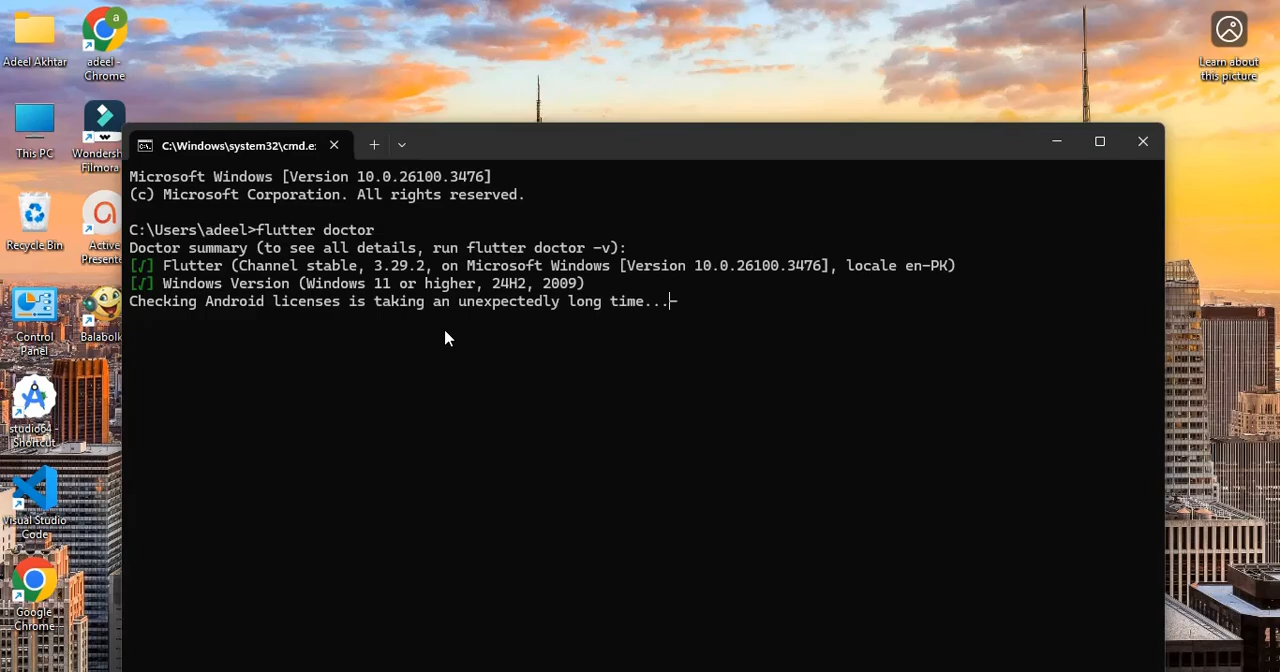 Adeel Akhtar
adeel -
Chrome
Learn about
this picture
This PC
Wondersh
Filmora
Recycle Bin
Active
Presente
Control
Panel
Balabolk
studio64 -
Shortcut
Visual Studio
Code
Google
Chrome
a
C:\Windows\system32\cmd.e:
Microsoft Windows [Version 10.0.26100.3476]
(c) Microsoft Corporation. All rights reserved.
C:\Users\adeel>flutter doctor
Doctor summary (to see all details, run flutter doctor -v):
[√] Flutter (Channel stable, 3.29.2, on Microsoft Windows [Version 10.0.26100.3476], locale en-PK)
[√] Windows Version (Windows 11 or higher, 24H2, 2009)
Checking Android licenses is taking an unexpectedly long time...-